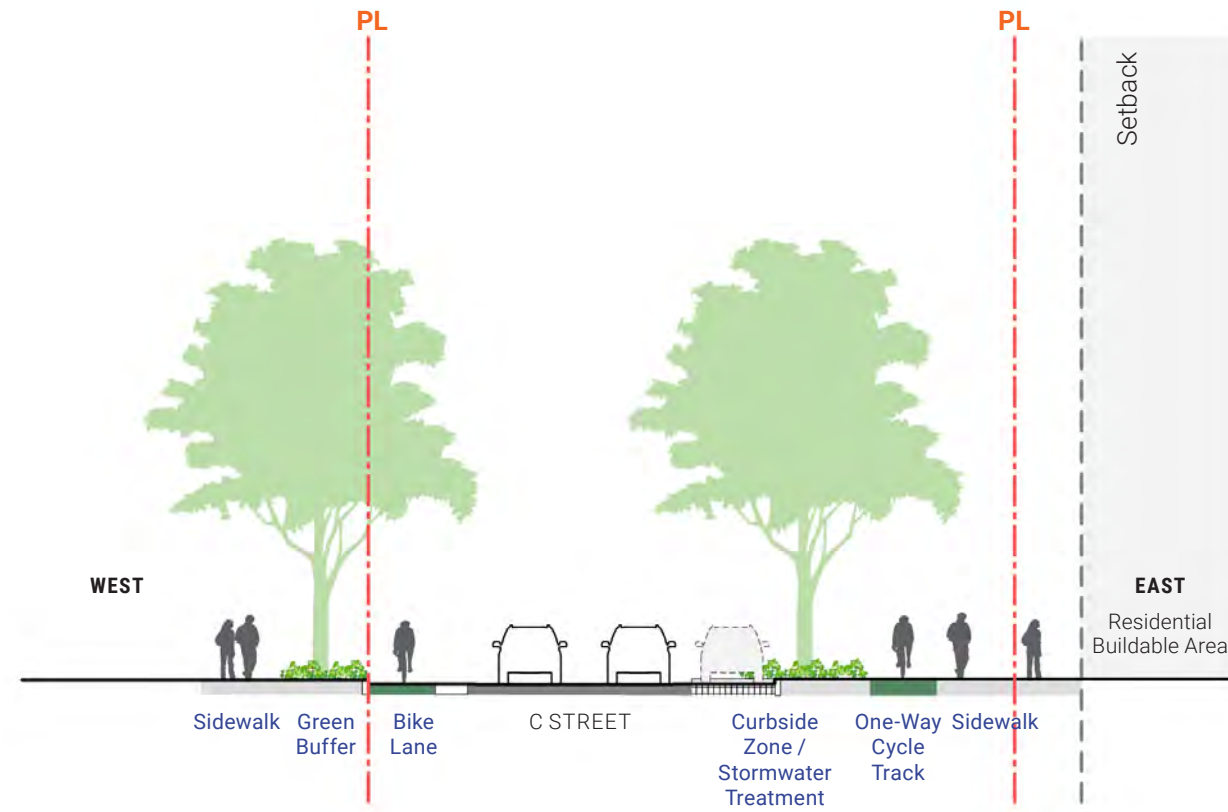 PL
PL
Setback
WEST
EAST
Residential
Buildable Area
Sidewalk
Green
Buffer
Bike
Lane
C STREET
Curbside
Zone /
Stormwater
Treatment
One-Way
Cycle
Track
Sidewalk